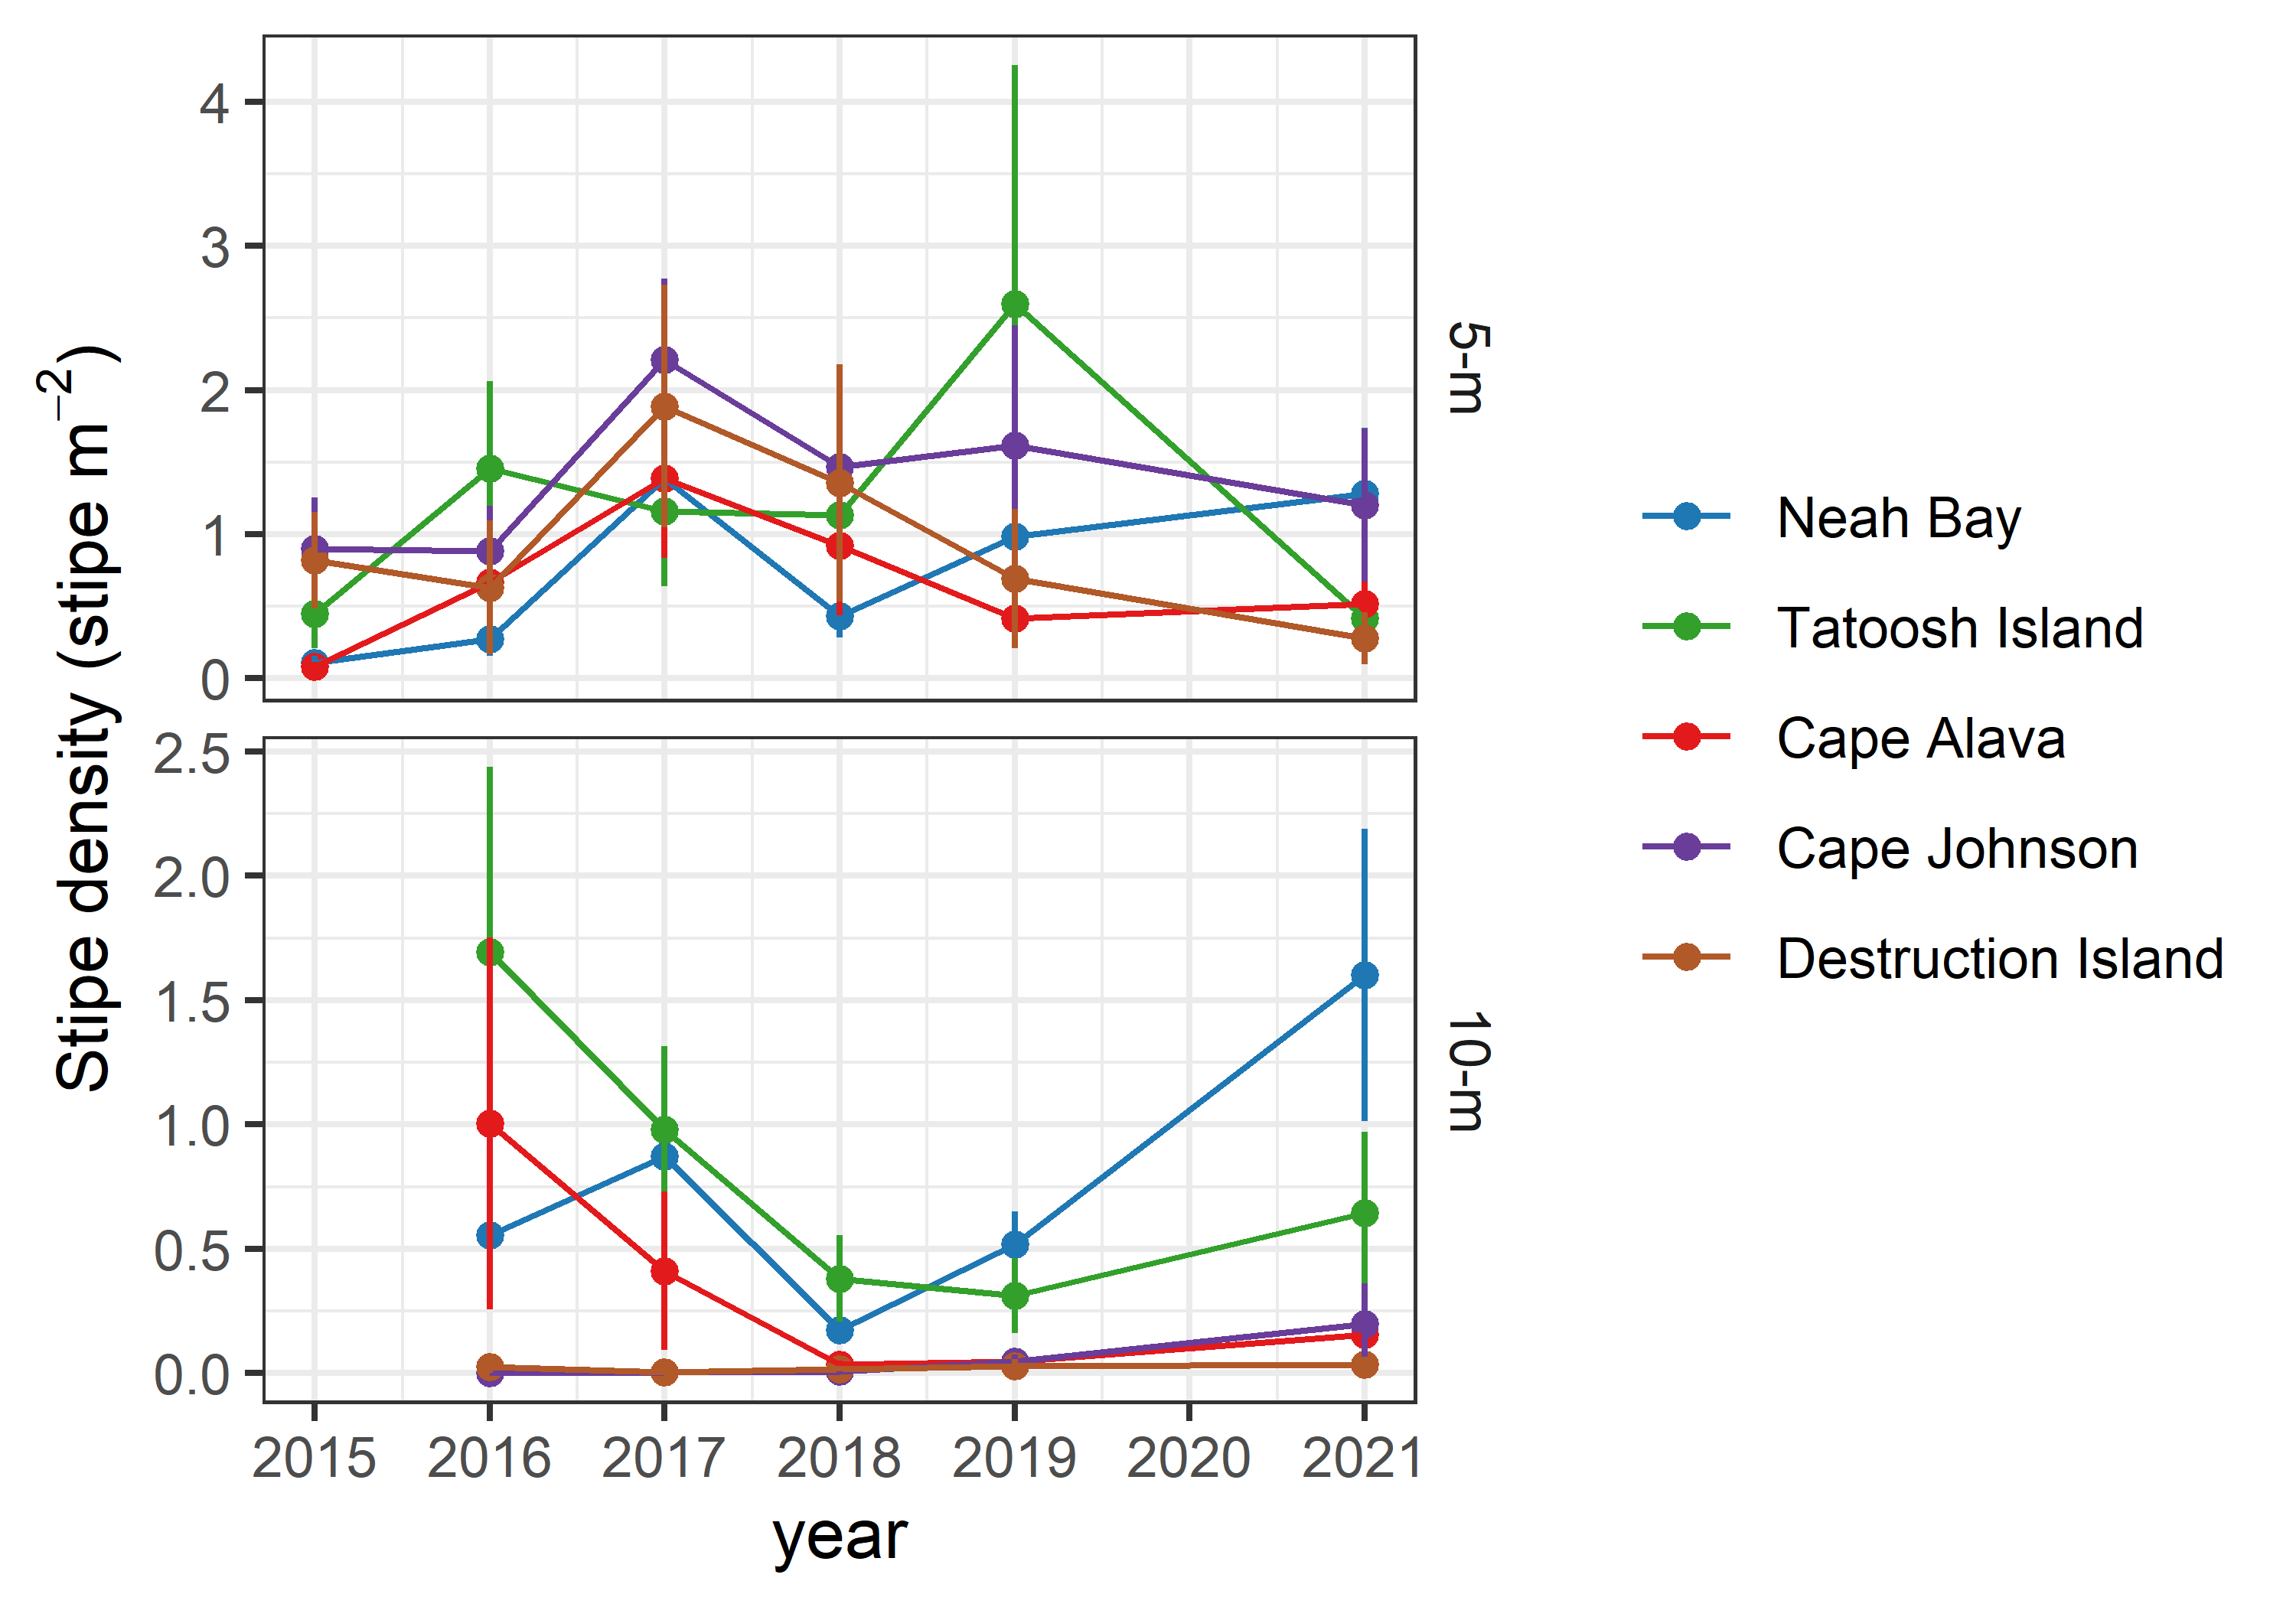 Stipe density (stipe m⁻²)
4
3
2
1
0
5-m
2.5
2.0
1.5
1.0
0.5
0.0
10-m
2015 2016 2017 2018 2019 2020 2021
year
Neah Bay
Tatoosh Island
Cape Alava
Cape Johnson
Destruction Island